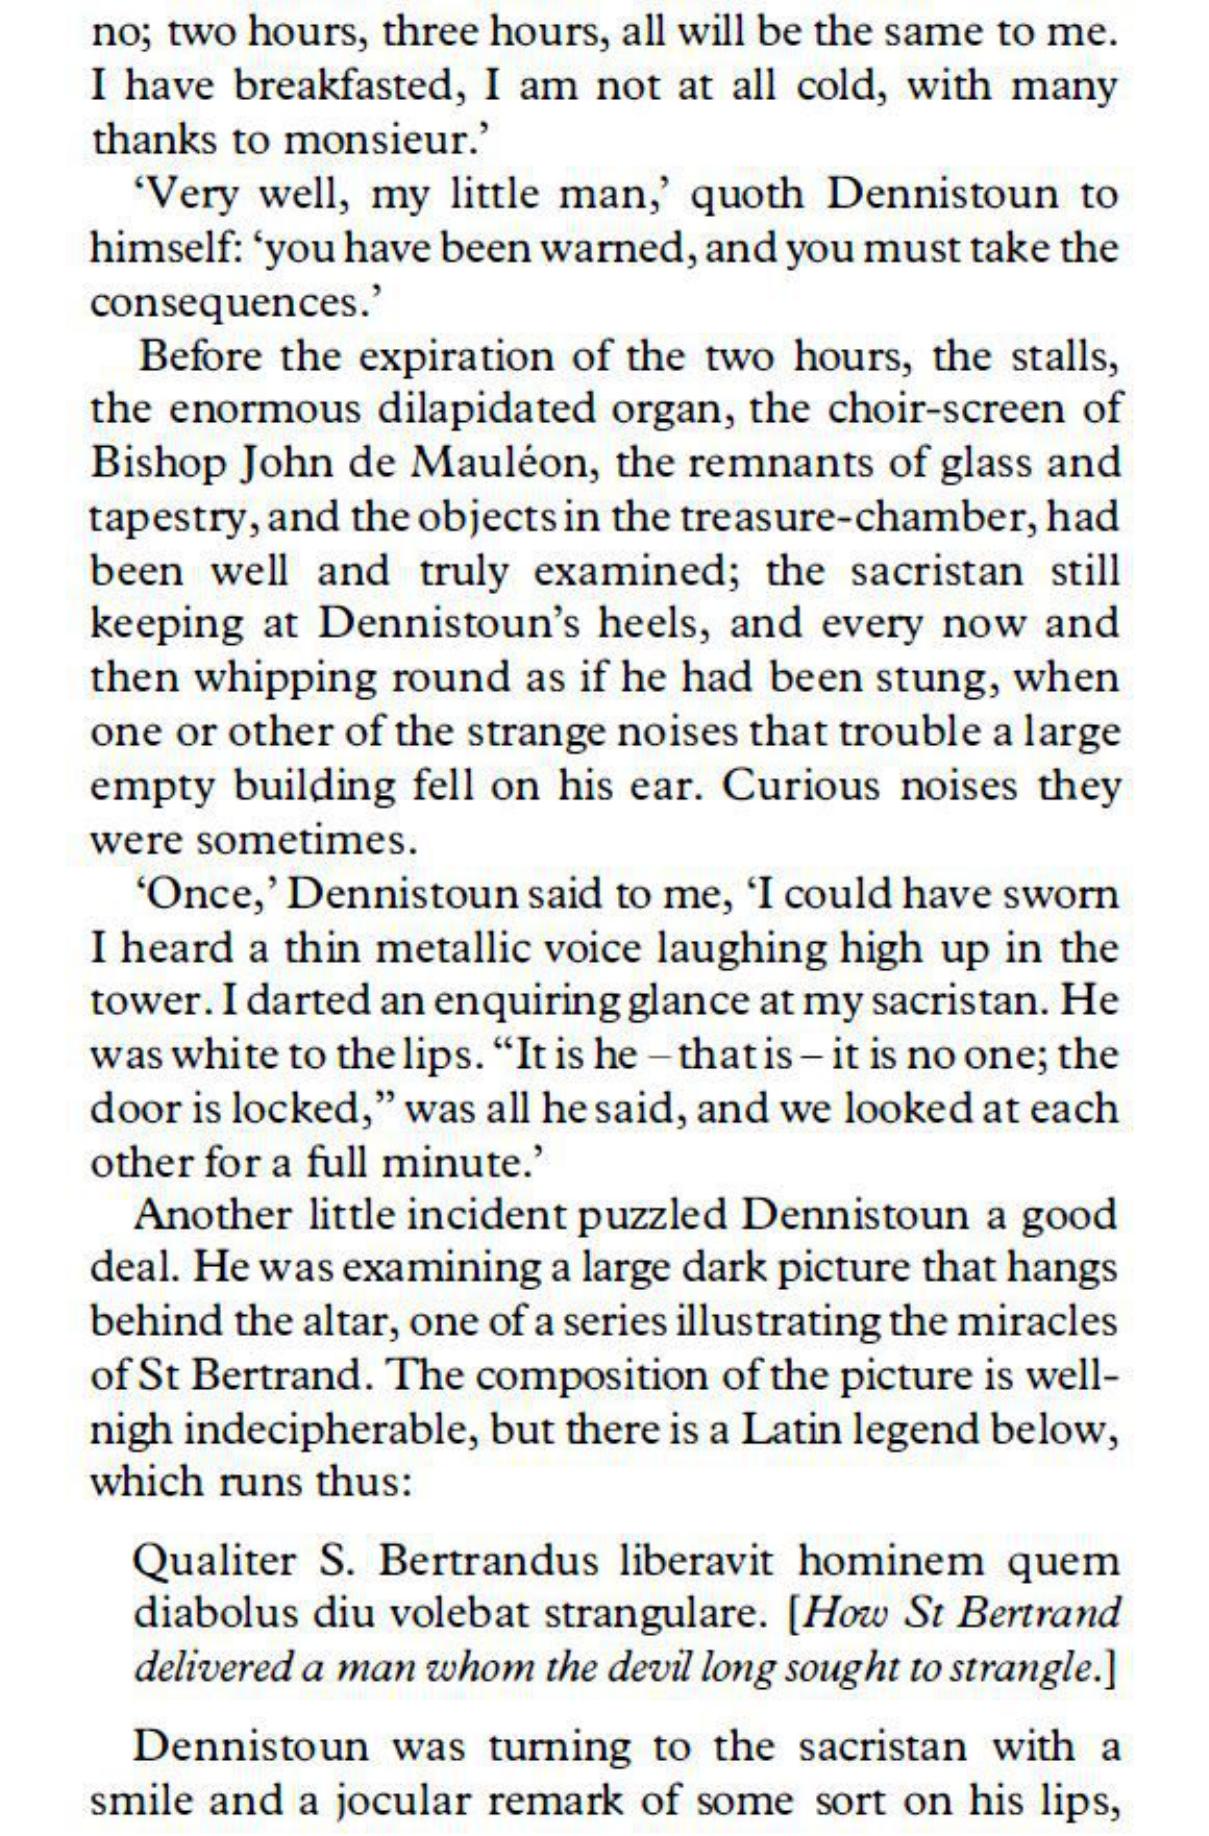 no; two hours, three hours, all will be the same to me.
I have breakfasted, I am not at all cold, with many
thanks to monsieur.’
‘Very well, my little man,’ quoth Dennistoun to
himself: ‘you have been warned, and you must take the
consequences.’
Before the expiration of the two hours, the stalls,
the enormous dilapidated organ, the choir-screen of
Bishop John de Mauléon, the remnants of glass and
tapestry, and the objects in the treasure-chamber, had
been well and truly examined; the sacristan still
keeping at Dennistoun’s heels, and every now and
then whipping round as if he had been stung, when
one or other of the strange noises that trouble a large
empty building fell on his ear. Curious noises they
were sometimes.
‘Once,’ Dennistoun said to me, ‘I could have sworn
I heard a thin metallic voice laughing high up in the
tower. I darted an enquiring glance at my sacristan. He
was white to the lips. “It is he – that is – it is no one; the
door is locked,” was all he said, and we looked at each
other for a full minute.’
Another little incident puzzled Dennistoun a good
deal. He was examining a large dark picture that hangs
behind the altar, one of a series illustrating the miracles
of St Bertrand. The composition of the picture is well-
nigh indecipherable, but there is a Latin legend below,
which runs thus:
Qualiter S. Bertrandus liberavit hominem quem
diabolus diu volebat strangulare. [How St Bertrand
delivered a man whom the devil long sought to strangle.]
Dennistoun was turning to the sacristan with a
smile and a jocular remark of some sort on his lips,